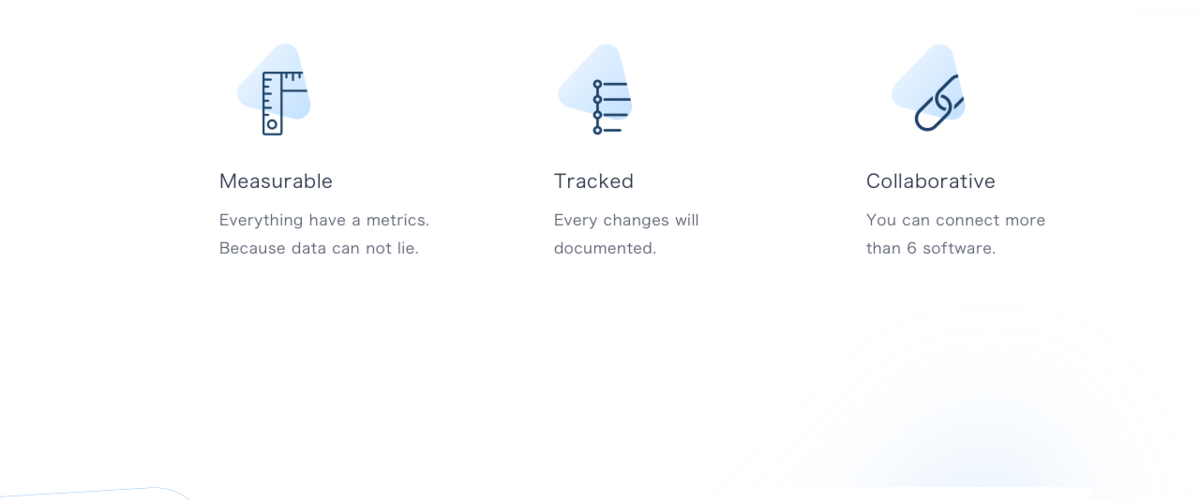 Measurable
Everything have a metrics.
Because data can not lie.
Tracked
Every changes will
documented.
Collaborative
You can connect more
than 6 software.